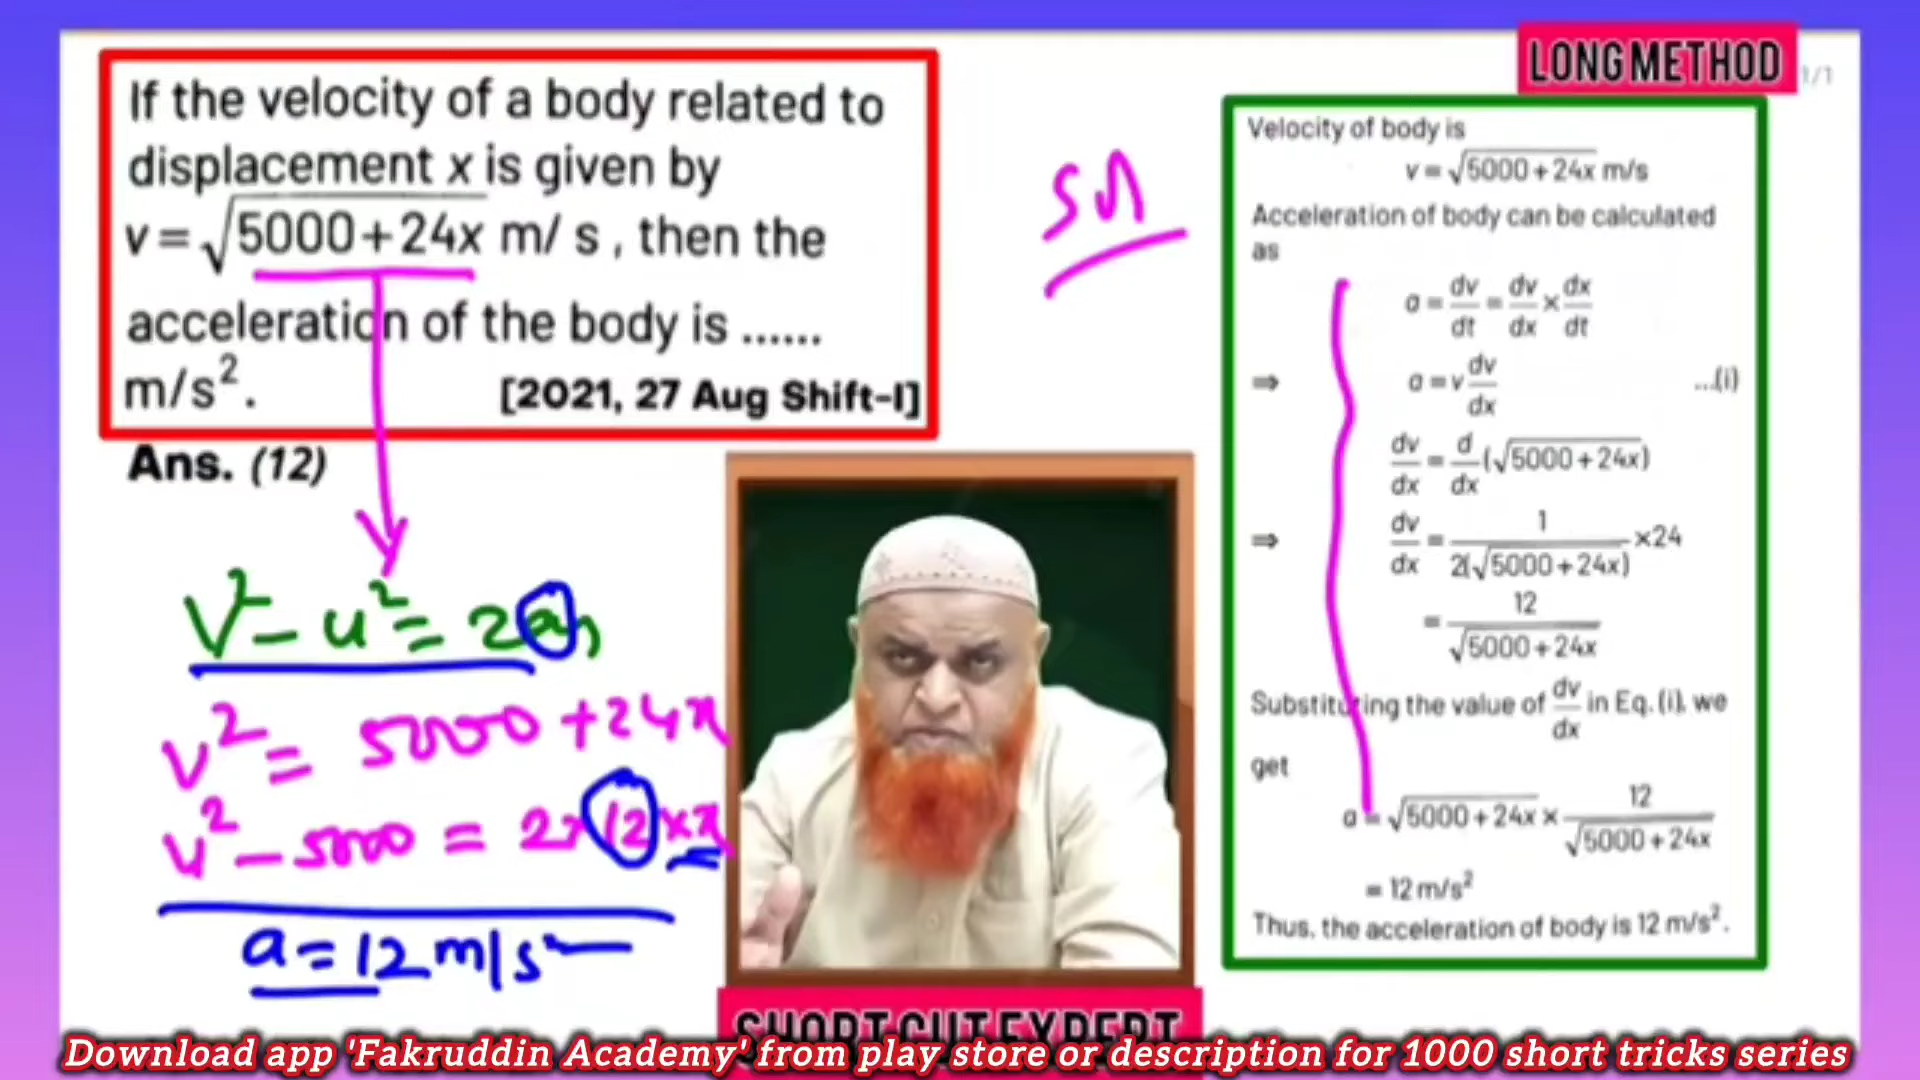 LONG METHOD
1/1
If the velocity of a body related to
displacement x is given by
v = √5000+24x m/ s , then the
acceleration of the body is ......
m/s².
[2021, 27 Aug Shift-I]
Ans. (12)
V² - u² = 2as
v² = 5000 + 24x
v² - 5000 = 2×12×x
a = 12 m/s²
Velocity of body is
v = √5000+24x m/s
Acceleration of body can be calculated
as
a = dv/dt = dv/dx × dx/dt
⇒ a = v dv/dx ...(i)
dv/dx = d/dx (√5000+24x)
⇒ dv/dx = 1/2(√5000+24x) ×24
= 12/√5000+24x
Substituting the value of dv/dx in Eq. (i), we
get
a = √5000+24x × 12/√5000+24x
= 12 m/s²
Thus, the acceleration of body is 12 m/s².
SHORT CUT EXPERT
Download app 'Fakruddin Academy' from play store or description for 1000 short tricks series